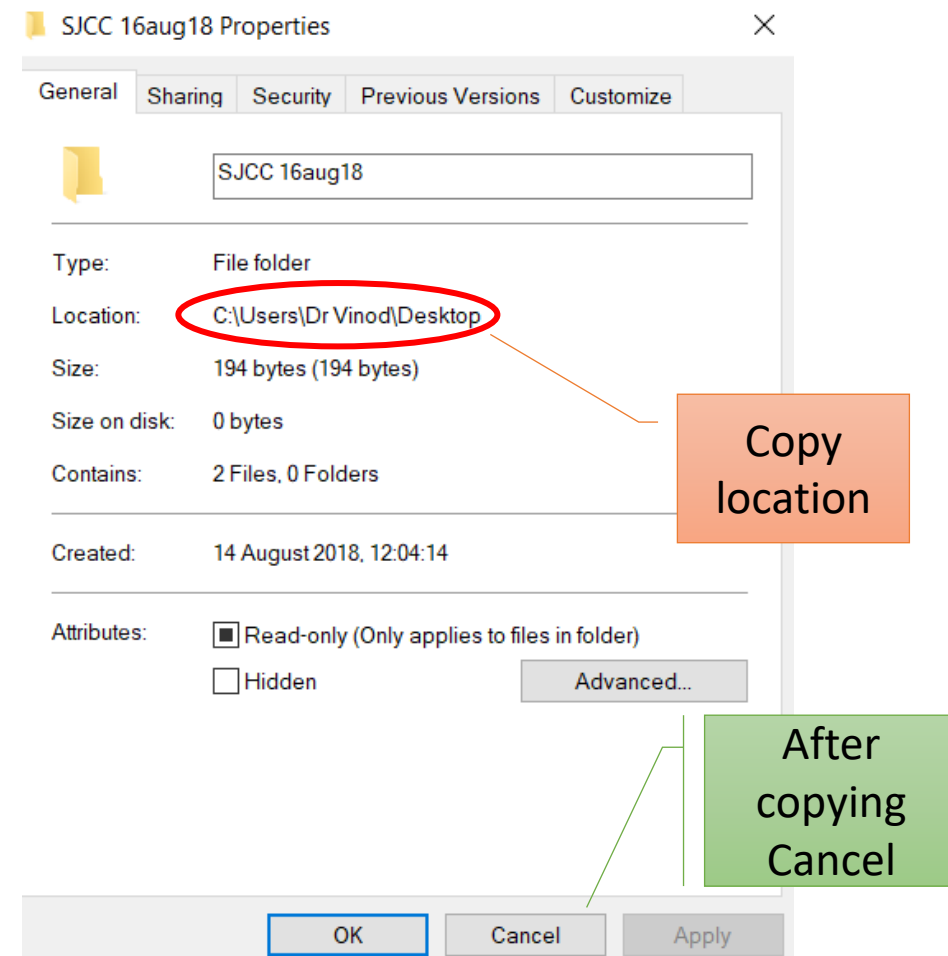 SJCC 16aug18 Properties
General Sharing Security Previous Versions Customize
SJCC 16aug18
Type: File folder
Location: C:\Users\Dr Vinod\Desktop
Size: 194 bytes (194 bytes)
Size on disk: 0 bytes
Contains: 2 Files, 0 Folders
Copy
location
Created: 14 August 2018, 12:04:14
Attributes: Read-only (Only applies to files in folder)
Hidden Advanced...
After
copying
Cancel
OK Cancel Apply